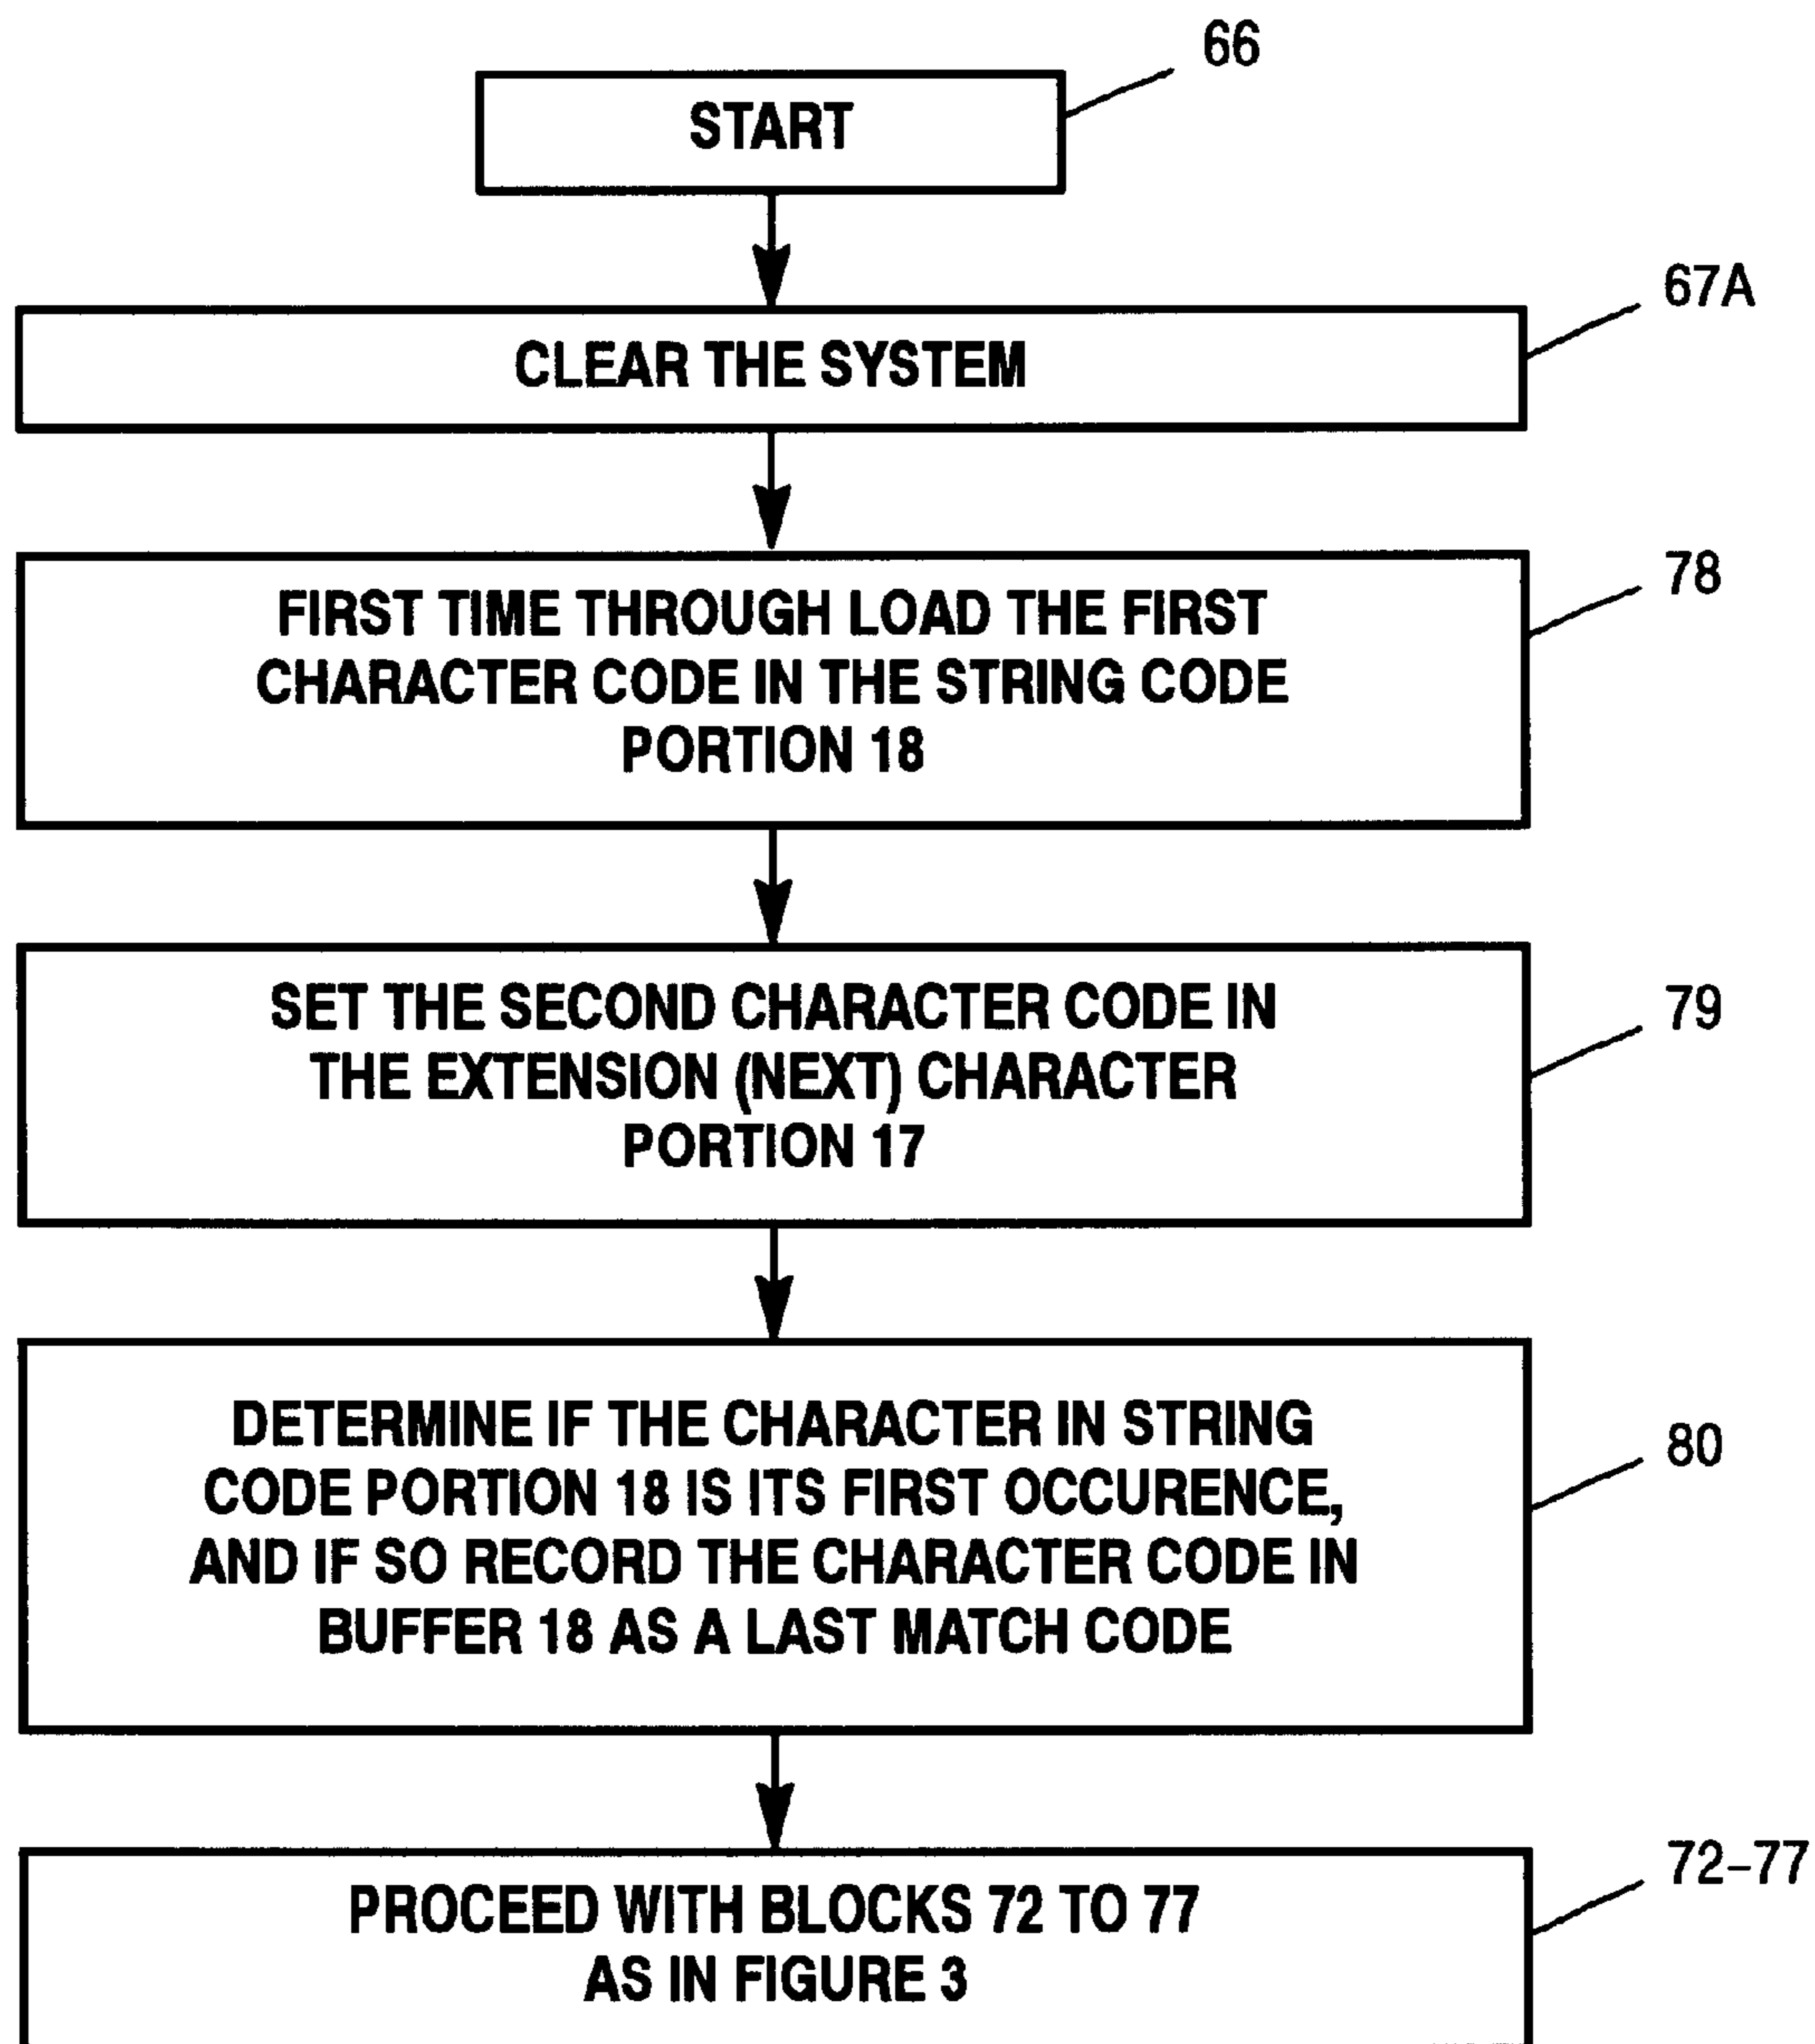 66
START
67A
CLEAR THE SYSTEM
78
FIRST TIME THROUGH LOAD THE FIRST
CHARACTER CODE IN THE STRING CODE
PORTION 18
79
SET THE SECOND CHARACTER CODE IN
THE EXTENSION (NEXT) CHARACTER
PORTION 17
80
DETERMINE IF THE CHARACTER IN STRING
CODE PORTION 18 IS ITS FIRST OCCURENCE,
AND IF SO RECORD THE CHARACTER CODE IN
BUFFER 18 AS A LAST MATCH CODE
72–77
PROCEED WITH BLOCKS 72 TO 77
AS IN FIGURE 3